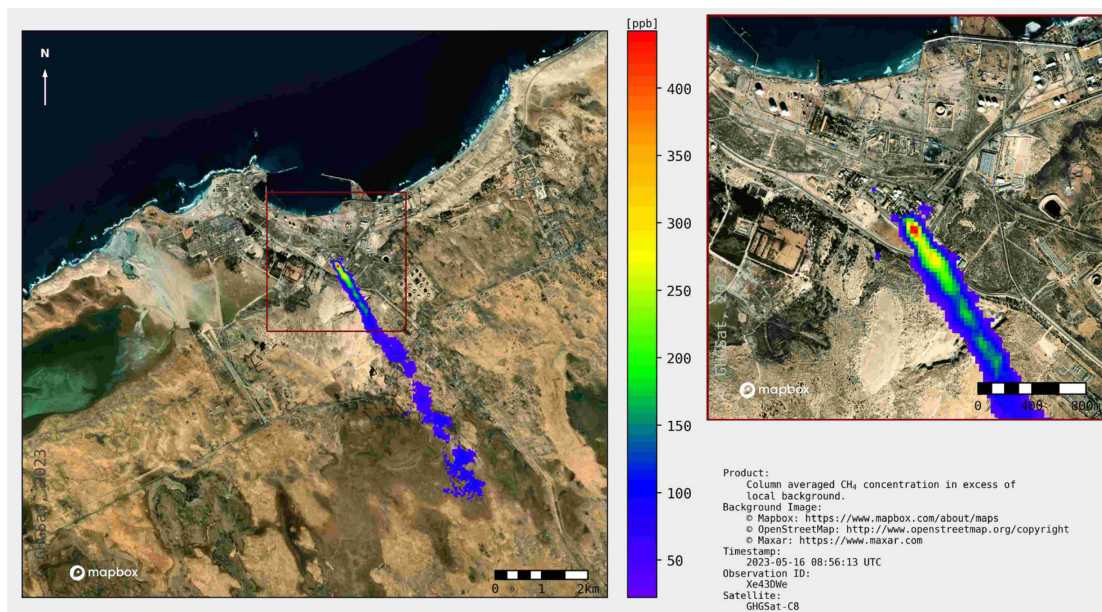 N
GHGSat, 2023
mapbox
0 1 2km
[ppb]
400
350
300
250
200
150
100
50
GHGSat, 2023
mapbox
0 400 800m
Product:
Column averaged CH₄ concentration in excess of
local background.
Background Image:
© Mapbox: https://www.mapbox.com/about/maps
© OpenStreetMap: http://www.openstreetmap.org/copyright
© Maxar: https://www.maxar.com
Timestamp:
2023-05-16 08:56:13 UTC
Observation ID:
Xe43DWe
Satellite:
GHGSat-C8